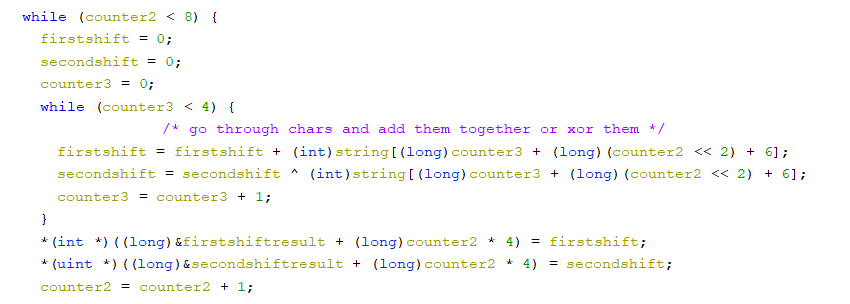 while (counter2 < 8) {
firstshift = 0;
secondshift = 0;
counter3 = 0;
while (counter3 < 4) {
/* go through chars and add them together or xor them */
firstshift = firstshift + (int)string[(long)counter3 + (long)(counter2 << 2) + 6];
secondshift = secondshift ^ (int)string[(long)counter3 + (long)(counter2 << 2) + 6];
counter3 = counter3 + 1;
}
*(int *)((long)&firstshiftresult + (long)counter2 * 4) = firstshift;
*(uint *)((long)&secondshiftresult + (long)counter2 * 4) = secondshift;
counter2 = counter2 + 1;